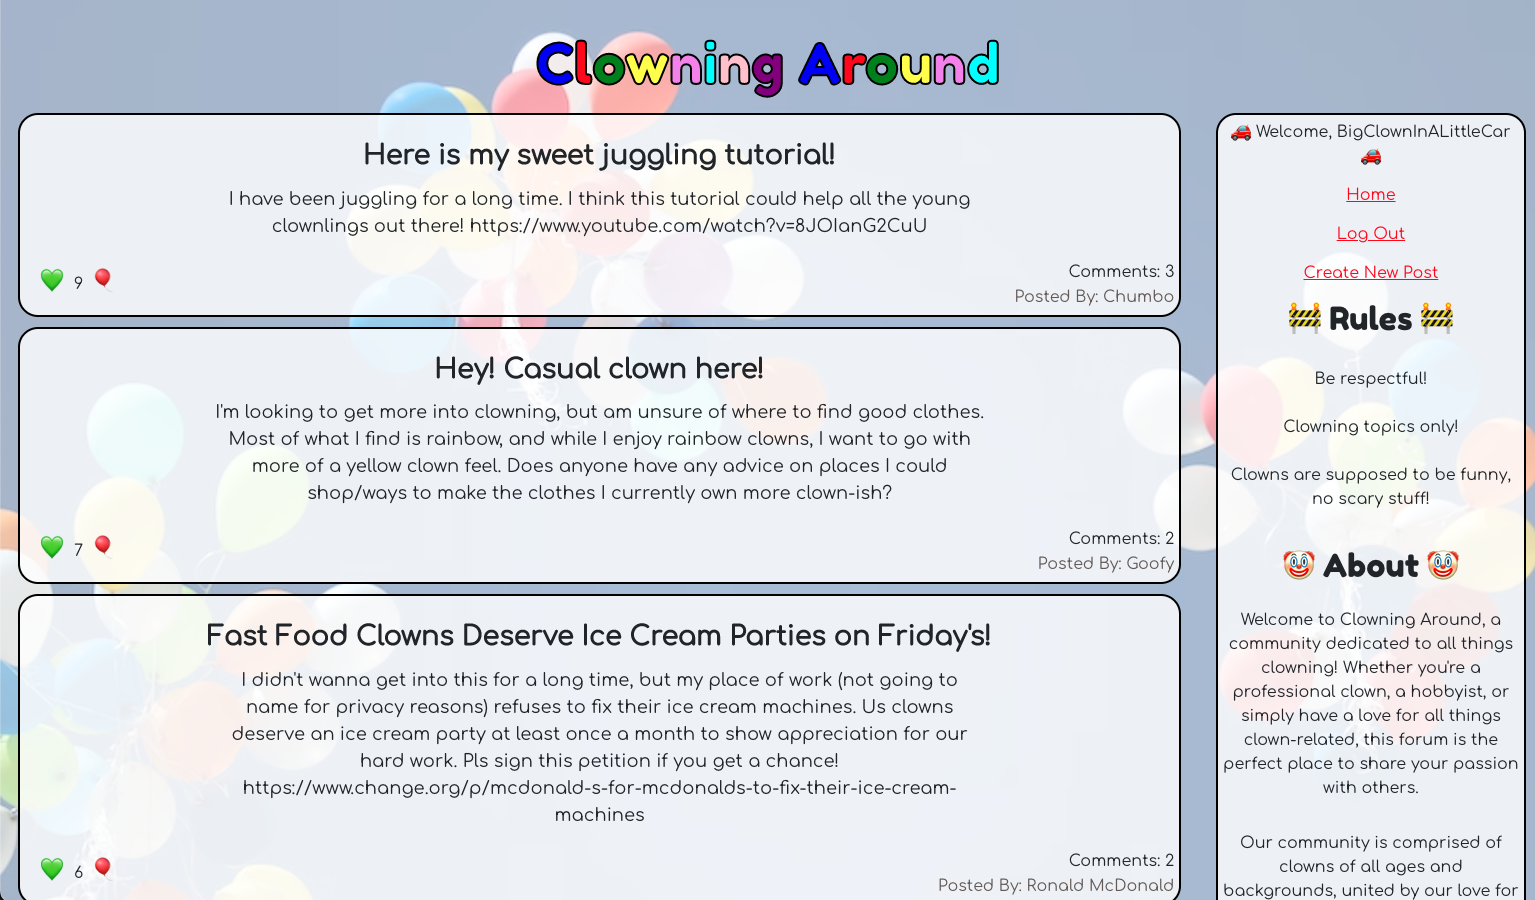 Clowning Around
Here is my sweet juggling tutorial!
I have been juggling for a long time. I think this tutorial could help all the young
clownlings out there! https://www.youtube.com/watch?v=8JOIanG2CuU
9
Comments: 3
Posted By: Chumbo
Hey! Casual clown here!
I'm looking to get more into clowning, but am unsure of where to find good clothes.
Most of what I find is rainbow, and while I enjoy rainbow clowns, I want to go with
more of a yellow clown feel. Does anyone have any advice on places I could
shop/ways to make the clothes I currently own more clown-ish?
7
Comments: 2
Posted By: Goofy
Fast Food Clowns Deserve Ice Cream Parties on Friday's!
I didn't wanna get into this for a long time, but my place of work (not going to
name for privacy reasons) refuses to fix their ice cream machines. Us clowns
deserve an ice cream party at least once a month to show appreciation for our
hard work. Pls sign this petition if you get a chance!
https://www.change.org/p/mcdonald-s-for-mcdonalds-to-fix-their-ice-cream-
machines
6
Comments: 2
Posted By: Ronald McDonald
🚗 Welcome, BigClownInALittleCar
🚗
Home
Log Out
Create New Post
🚧 Rules 🚧
Be respectful!
Clowning topics only!
Clowns are supposed to be funny,
no scary stuff!
🤡 About 🤡
Welcome to Clowning Around, a
community dedicated to all things
clowning! Whether you're a
professional clown, a hobbyist, or
simply have a love for all things
clown-related, this forum is the
perfect place to share your passion
with others.
Our community is comprised of
clowns of all ages and
backgrounds, united by our love for